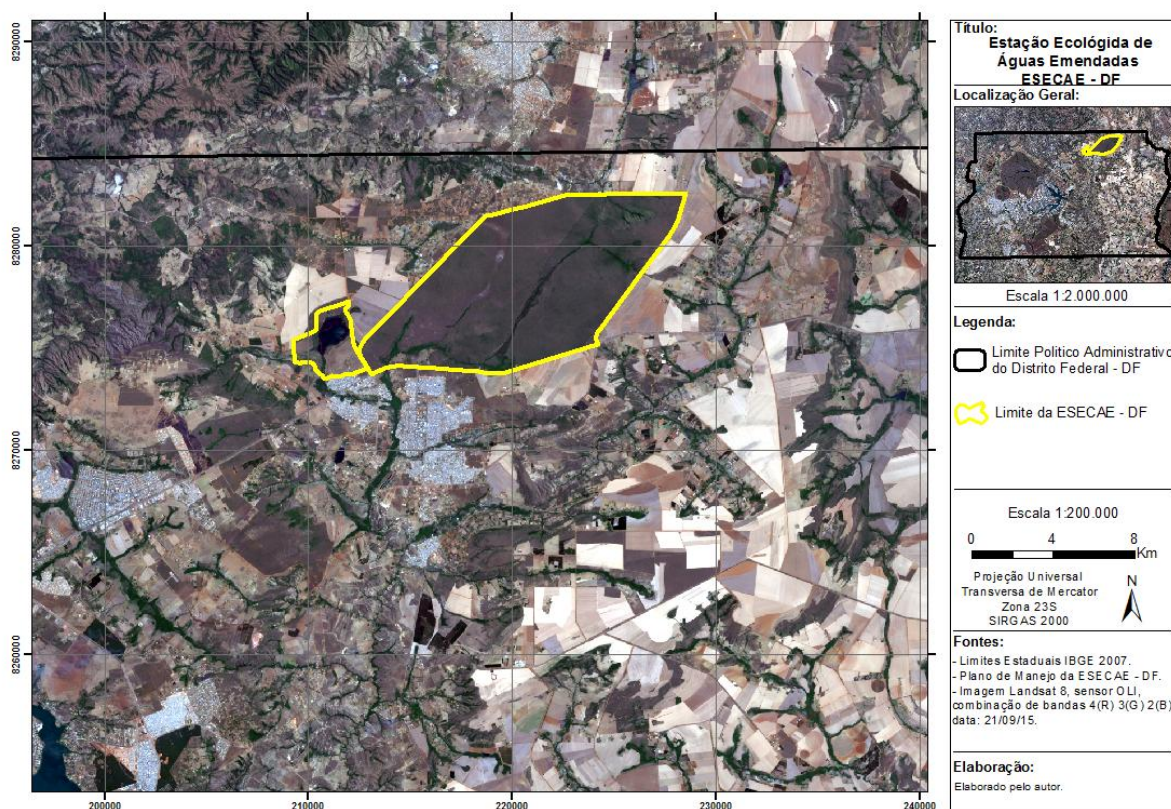 Título:
Estação Ecológida de
Águas Emendadas
ESECAE - DF
Localização Geral:
Escala 1:2.000.000
Legenda:
Limite Politico Administrativo
do Distrito Federal - DF
Limite da ESECAE - DF
Escala 1:200.000
0 4 8
Km
Projeção Universal
Transversa de Mercator
Zona 23S
SIRGAS 2000
N
Fontes:
- Limites Estaduais IBGE 2007.
- Plano de Manejo da ESECAE - DF.
- Imagem Landsat 8, sensor OLI,
combinação de bandas 4(R) 3(G) 2(B)
data: 21/09/15.
Elaboração:
Elaborado pelo autor.
8290000
8280000
8270000
8260000
200000 210000 220000 230000 240000